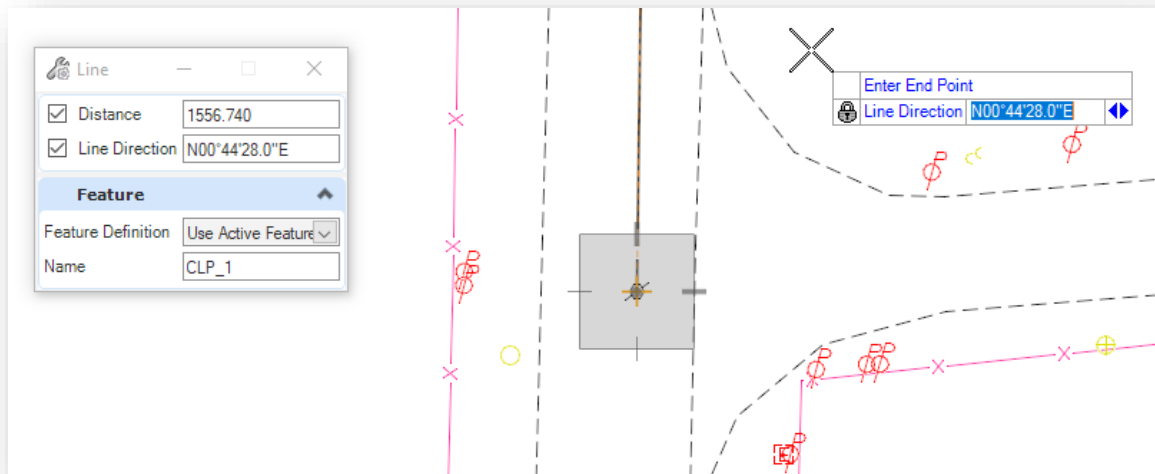 Line
Distance 1556.740
Line Direction N00°44'28.0"E
Feature
Feature Definition Use Active Feature
Name CLP_1
Enter End Point
Line Direction N00°44'28.0"E
P
P
P
P
P
P
P
P
P
E